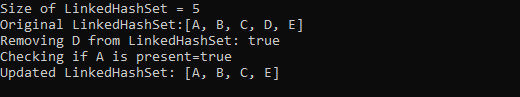 Size of LinkedHashSet = 5
Original LinkedHashSet:[A, B, C, D, E]
Removing D from LinkedHashSet: true
Checking if A is present=true
Updated LinkedHashSet: [A, B, C, E]